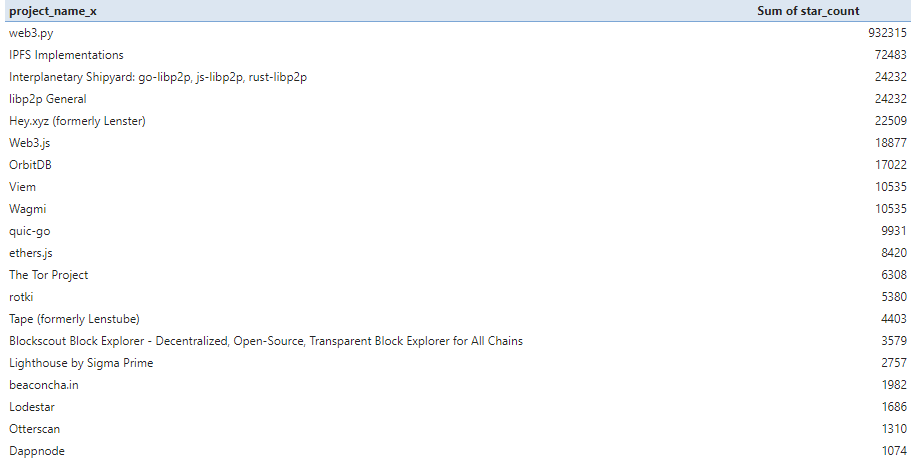 project_name_x Sum of star_count
web3.py 932315
IPFS Implementations 72483
Interplanetary Shipyard: go-libp2p, js-libp2p, rust-libp2p 24232
libp2p General 24232
Hey.xyz (formerly Lenster) 22509
Web3.js 18877
OrbitDB 17022
Viem 10535
Wagmi 10535
quic-go 9931
ethers.js 8420
The Tor Project 6308
rotki 5380
Tape (formerly Lenstube) 4403
Blockscout Block Explorer - Decentralized, Open-Source, Transparent Block Explorer for All Chains 3579
Lighthouse by Sigma Prime 2757
beaconcha.in 1982
Lodestar 1686
Otterscan 1310
Dappnode 1074